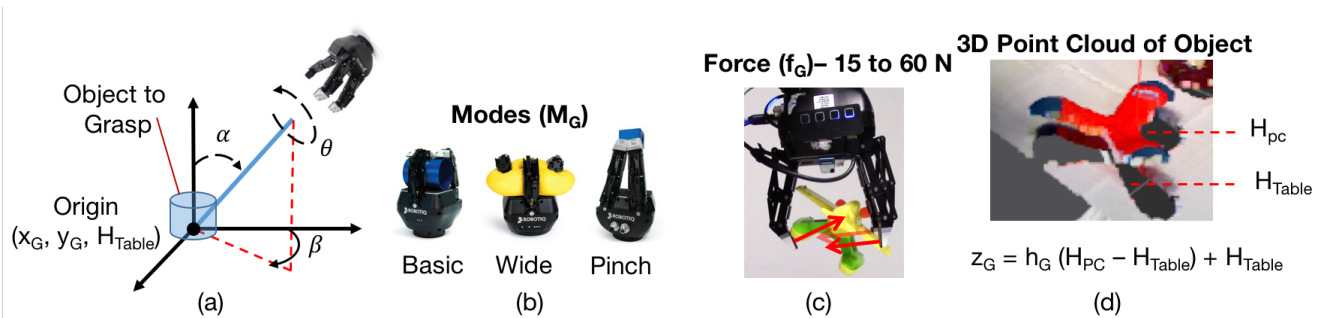 Object to
Grasp
α
θ
Origin
(x_G, y_G, H_Table)
β
(a)
Modes (M_G)
ROBOTIQ
ROBOTIQ
ROBOTIQ
Basic Wide Pinch
(b)
Force (f_G)– 15 to 60 N
(c)
3D Point Cloud of Object
H_pc
H_Table
z_G = h_G (H_PC – H_Table) + H_Table
(d)